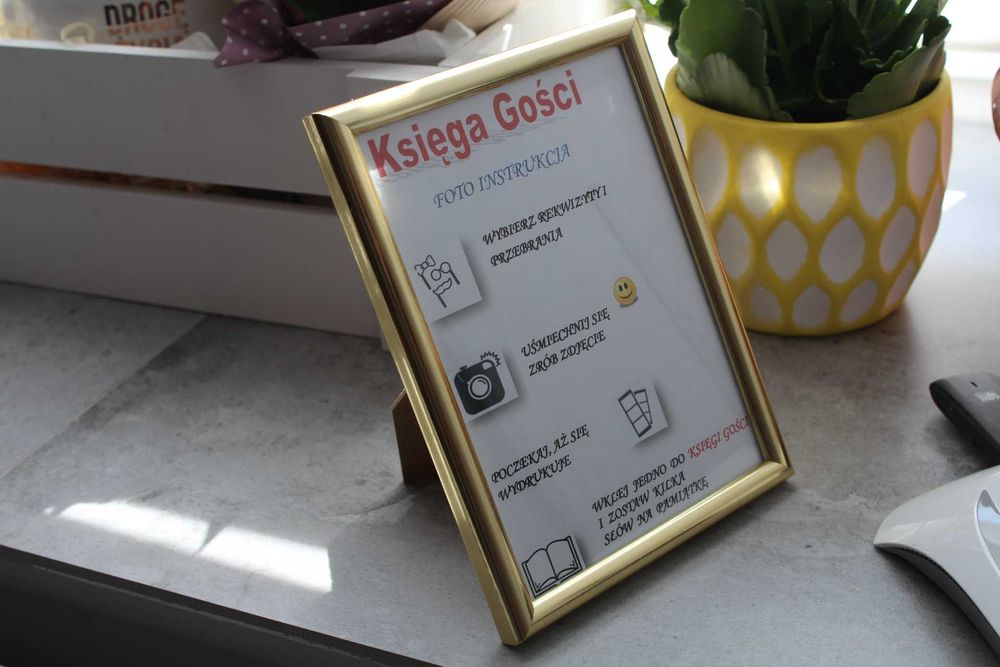 DROGE
Księga Gości
FOTO INSTRUKCJA
WYBIERZ REKWIZYTY I
PRZEBRANIA
UŚMIECHNIJ SIĘ
ZRÓB ZDJĘCIE
POCZEKAJ, AŻ SIĘ
WYDRUKUJE
WKLEJ JEDNO DO KSIĘGI GOŚCI
I ZOSTAW KILKA
SŁÓW NA PAMIĄTKĘ